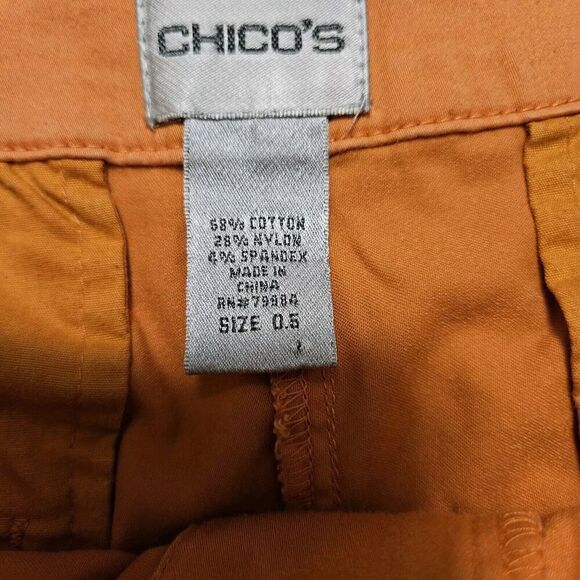 CHICO'S
68% COTTON
28% NYLON
4% SPANDEX
MADE IN
CHINA
RN# 79984
SIZE 0.5